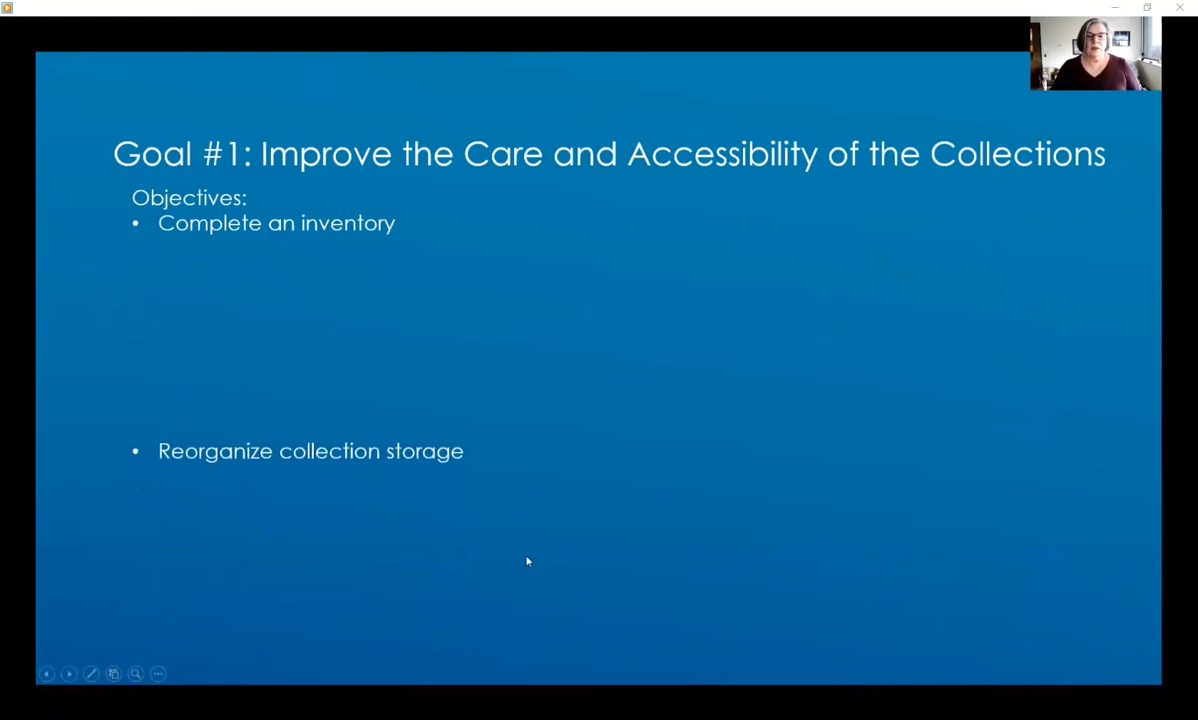 Goal #1: Improve the Care and Accessibility of the Collections
Objectives:
• Complete an inventory
• Reorganize collection storage